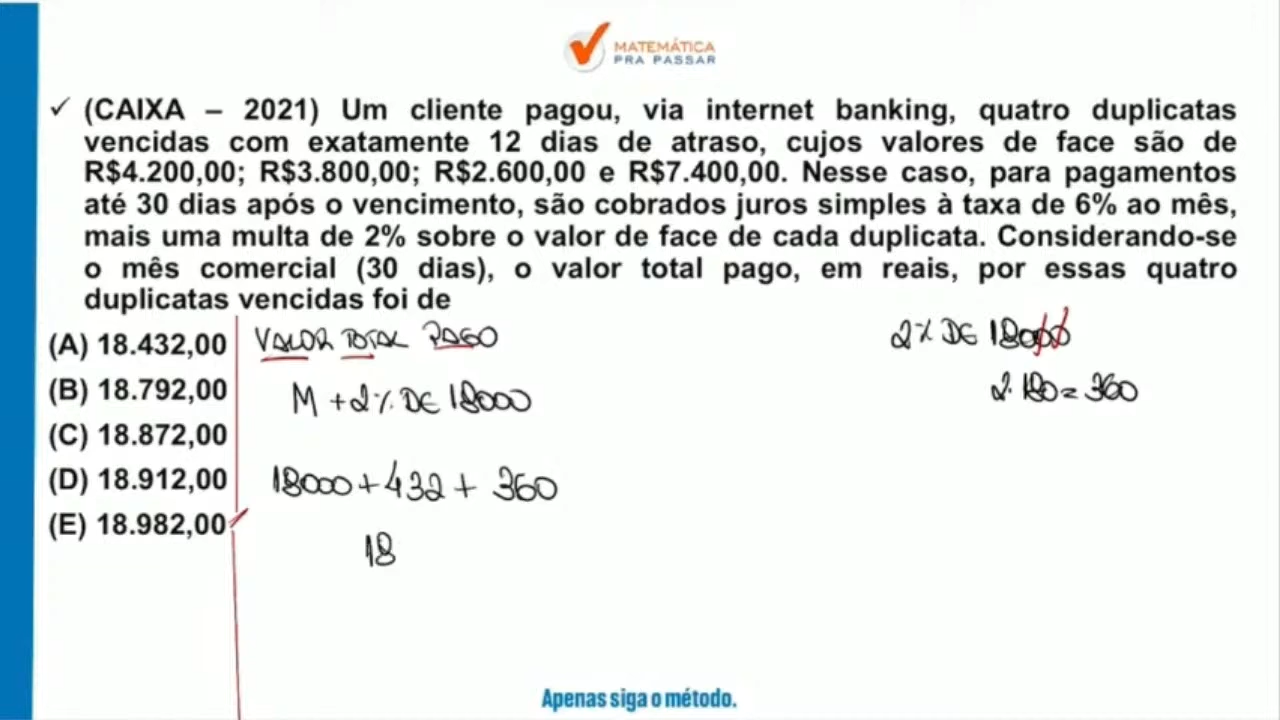 MATEMÁTICA
PRA PASSAR
✓ (CAIXA – 2021) Um cliente pagou, via internet banking, quatro duplicatas
vencidas com exatamente 12 dias de atraso, cujos valores de face são de
R$4.200,00; R$3.800,00; R$2.600,00 e R$7.400,00. Nesse caso, para pagamentos
até 30 dias após o vencimento, são cobrados juros simples à taxa de 6% ao mês,
mais uma multa de 2% sobre o valor de face de cada duplicata. Considerando-se
o mês comercial (30 dias), o valor total pago, em reais, por essas quatro
duplicatas vencidas foi de
(A) 18.432,00
(B) 18.792,00
(C) 18.872,00
(D) 18.912,00
(E) 18.982,00
VALOR TOTAL PAGO
M + 2% DE 18000
18000 + 432 + 360
18
2% DE 18000
2·180 = 360
Apenas siga o método.